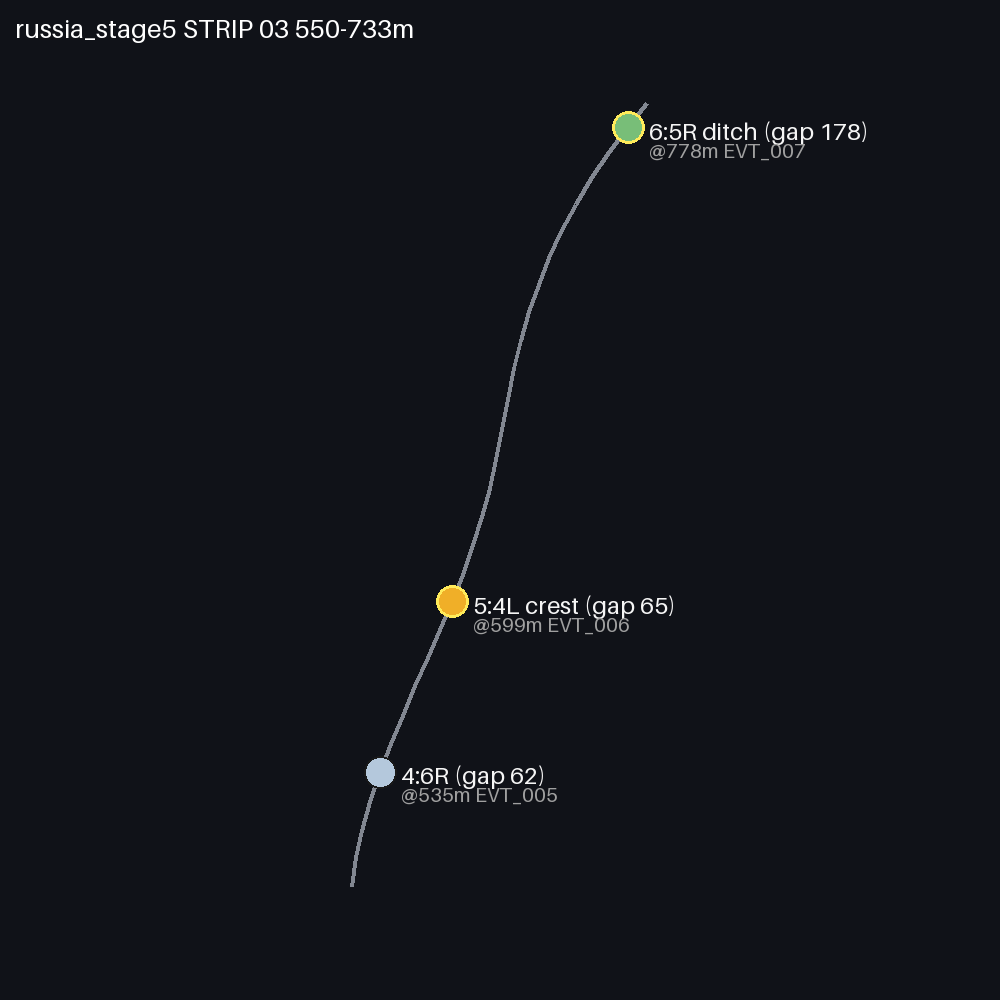 russia_stage5 STRIP 03 550-733m
6:5R ditch (gap 178)
@778m EVT_007
5:4L crest (gap 65)
@599m EVT_006
4:6R (gap 62)
@535m EVT_005